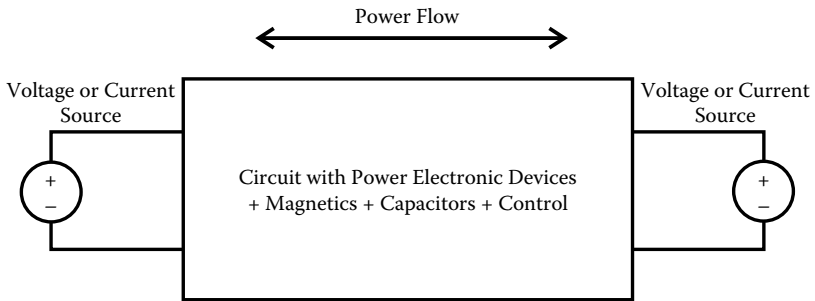 Power Flow
Voltage or Current
Source
Voltage or Current
Source
Circuit with Power Electronic Devices
+ Magnetics + Capacitors + Control
+
−
+
−